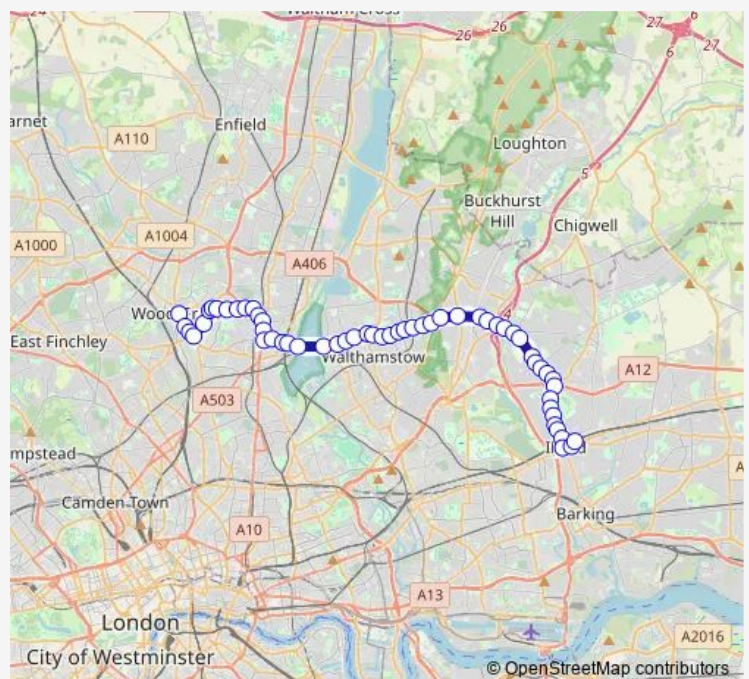 24
Waltham Cross
26
26
27
6
6
27
arnet
A110
Enfield
Loughton
5
Buckhurst
Hill
Chigwell
A1004
A1000
A406
4
East Finchley
Walthamstow
A12
A503
mpstead
Camden Town
A10
Barking
A13
London
A2016
City of Westminster
© OpenStreetMap contributors